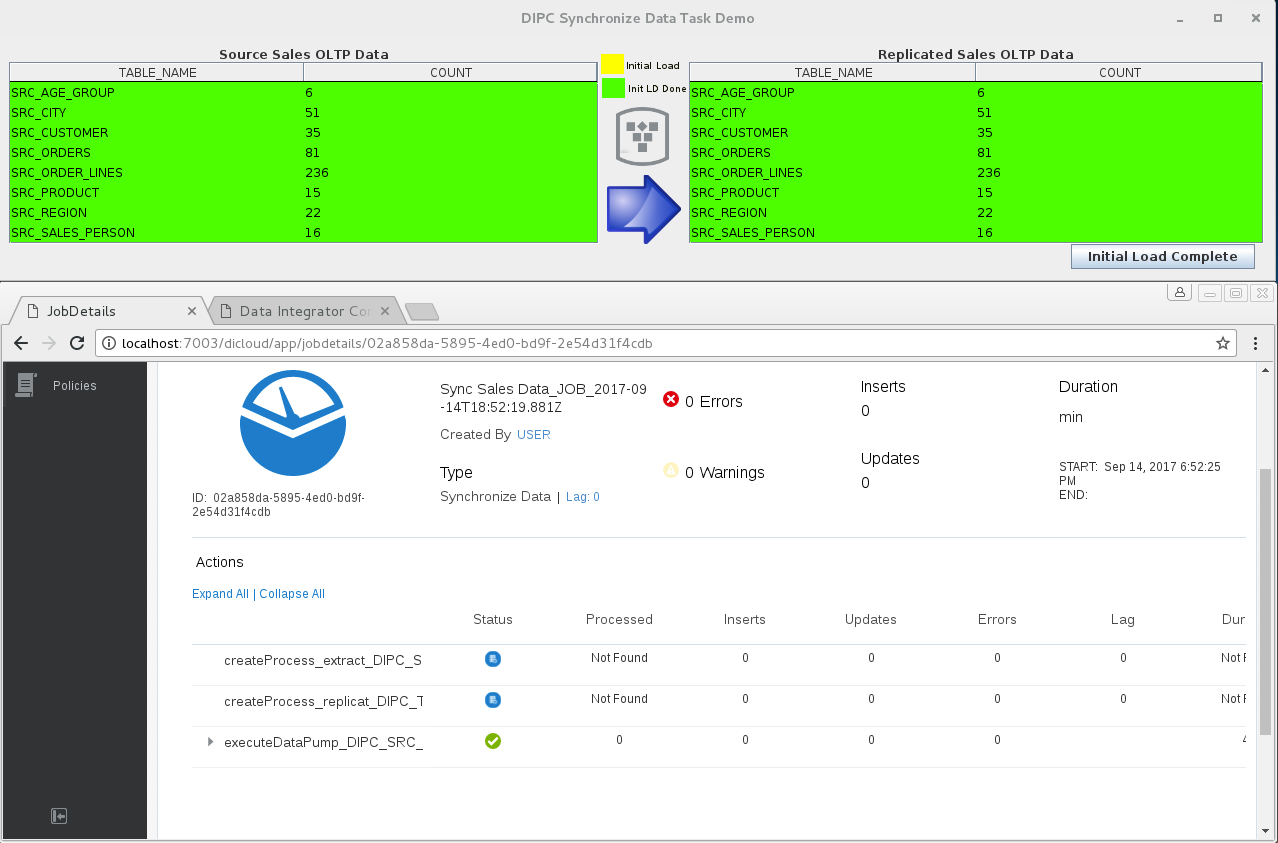 DIPC Synchronize Data Task Demo
Source Sales OLTP Data
TABLE_NAME COUNT
SRC_AGE_GROUP 6
SRC_CITY 51
SRC_CUSTOMER 35
SRC_ORDERS 81
SRC_ORDER_LINES 236
SRC_PRODUCT 15
SRC_REGION 22
SRC_SALES_PERSON 16
Initial Load
Init LD Done
Replicated Sales OLTP Data
TABLE_NAME COUNT
SRC_AGE_GROUP 6
SRC_CITY 51
SRC_CUSTOMER 35
SRC_ORDERS 81
SRC_ORDER_LINES 236
SRC_PRODUCT 15
SRC_REGION 22
SRC_SALES_PERSON 16
Initial Load Complete
JobDetails
Data Integrator Cor
localhost:7003/dicloud/app/jobdetails/02a858da-5895-4ed0-bd9f-2e54d31f4cdb
Policies
ID: 02a858da-5895-4ed0-bd9f-
2e54d31f4cdb
Sync Sales Data_JOB_2017-09
-14T18:52:19.881Z
Created By USER
Type
Synchronize Data | Lag: 0
0 Errors
0 Warnings
Inserts
0
Updates
0
Duration
min
START: Sep 14, 2017 6:52:25
PM
END:
Actions
Expand All | Collapse All
Status Processed Inserts Updates Errors Lag Dur
createProcess_extract_DIPC_S Not Found 0 0 0 0 Not F
createProcess_replicat_DIPC_T Not Found 0 0 0 0 Not F
executeDataPump_DIPC_SRC_ 0 0 0 0 4